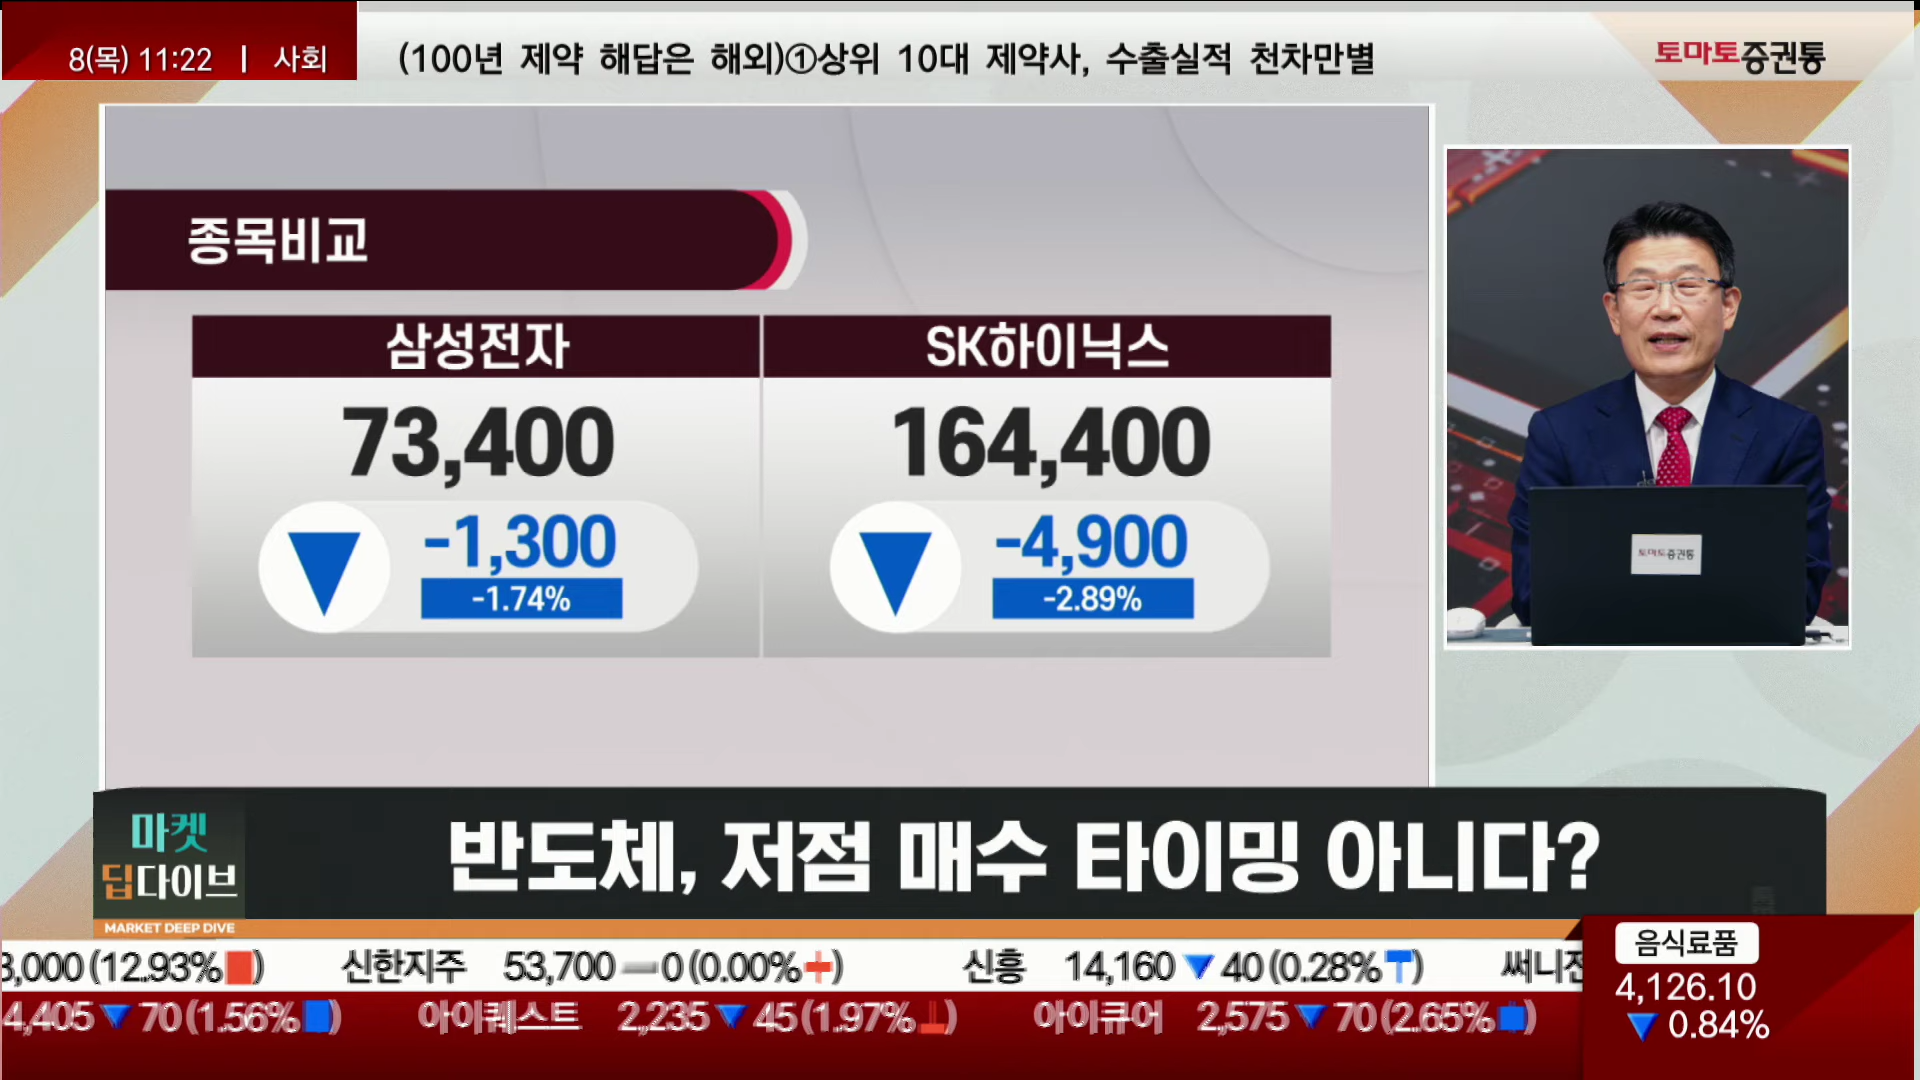 8(목) 11:22 | 사회
(100년 제약 해답은 해외)①상위 10대 제약사, 수출실적 천차만별
토마토증권통
종목비교
삼성전자
73,400
▼ -1,300
-1.74%
SK하이닉스
164,400
▼ -4,900
-2.89%
토마토증권통
마켓
딥다이브
MARKET DEEP DIVE
반도체, 저점 매수 타이밍 아니다?
3,000(12.93%) 신한지주 53,700 0(0.00%) 신흥 14,160 ▼ 40(0.28%) 써니전
4,405 ▼ 70(1.56%) 아이퀘스트 2,235 ▼ 45(1.97%) 아이큐어 2,575 ▼ 70(2.65%)
음식료품
4,126.10
▼ 0.84%